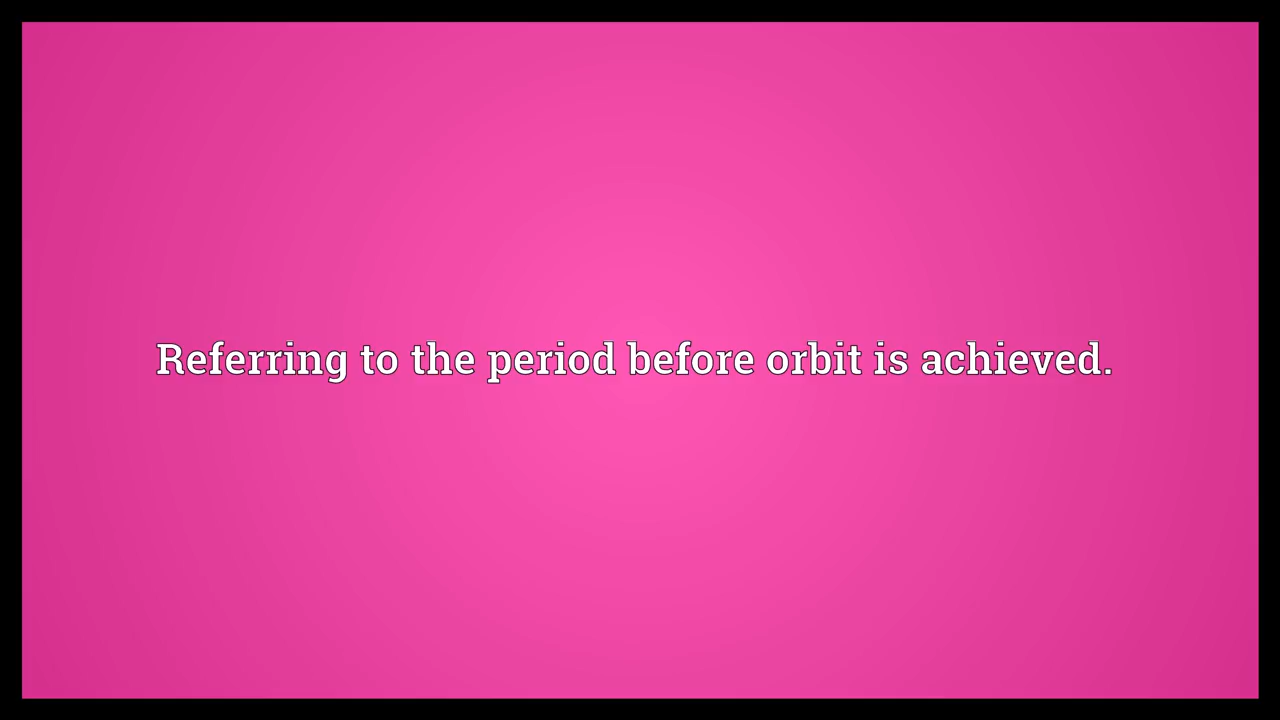 Referring to the period before orbit is achieved.